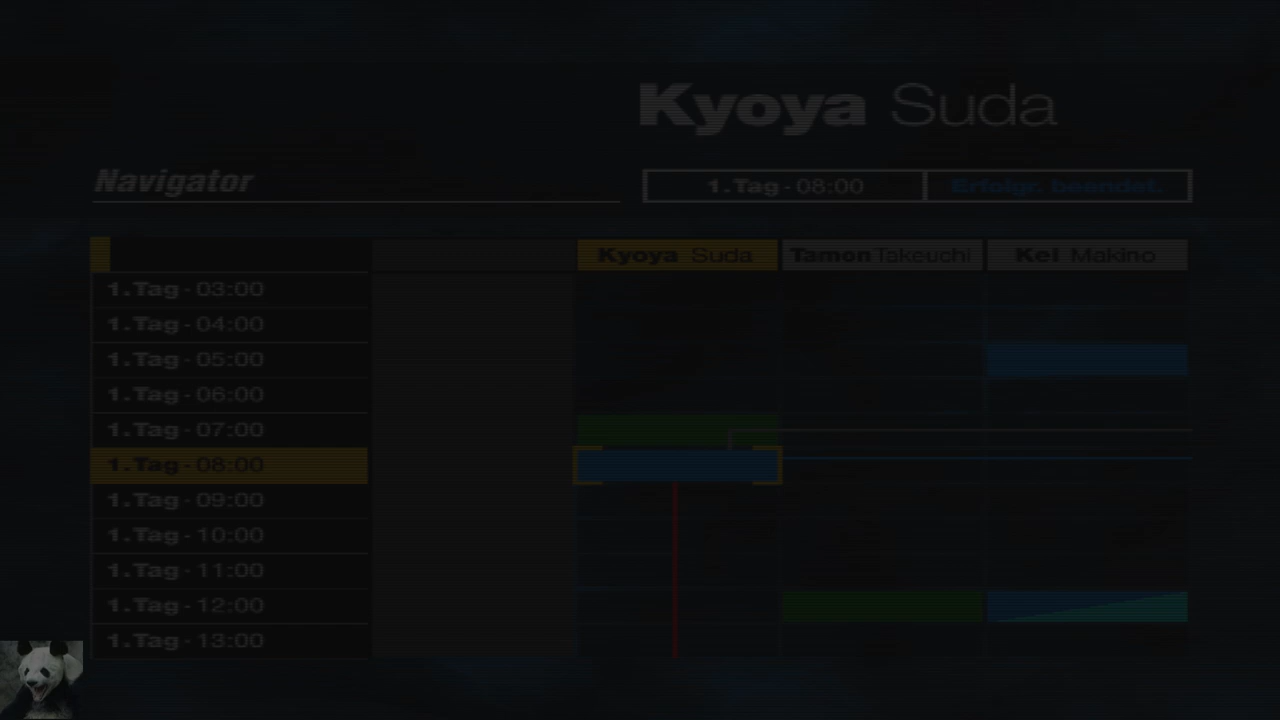 Kyoya Suda
Navigator
1.Tag - 08:00 Erfolgr. beendet.
Kyoya Suda Tamon Takeuchi Kei Makino
1.Tag - 03:00
1.Tag - 04:00
1.Tag - 05:00
1.Tag - 06:00
1.Tag - 07:00
1.Tag - 08:00
1.Tag - 09:00
1.Tag - 10:00
1.Tag - 11:00
1.Tag - 12:00
1.Tag - 13:00